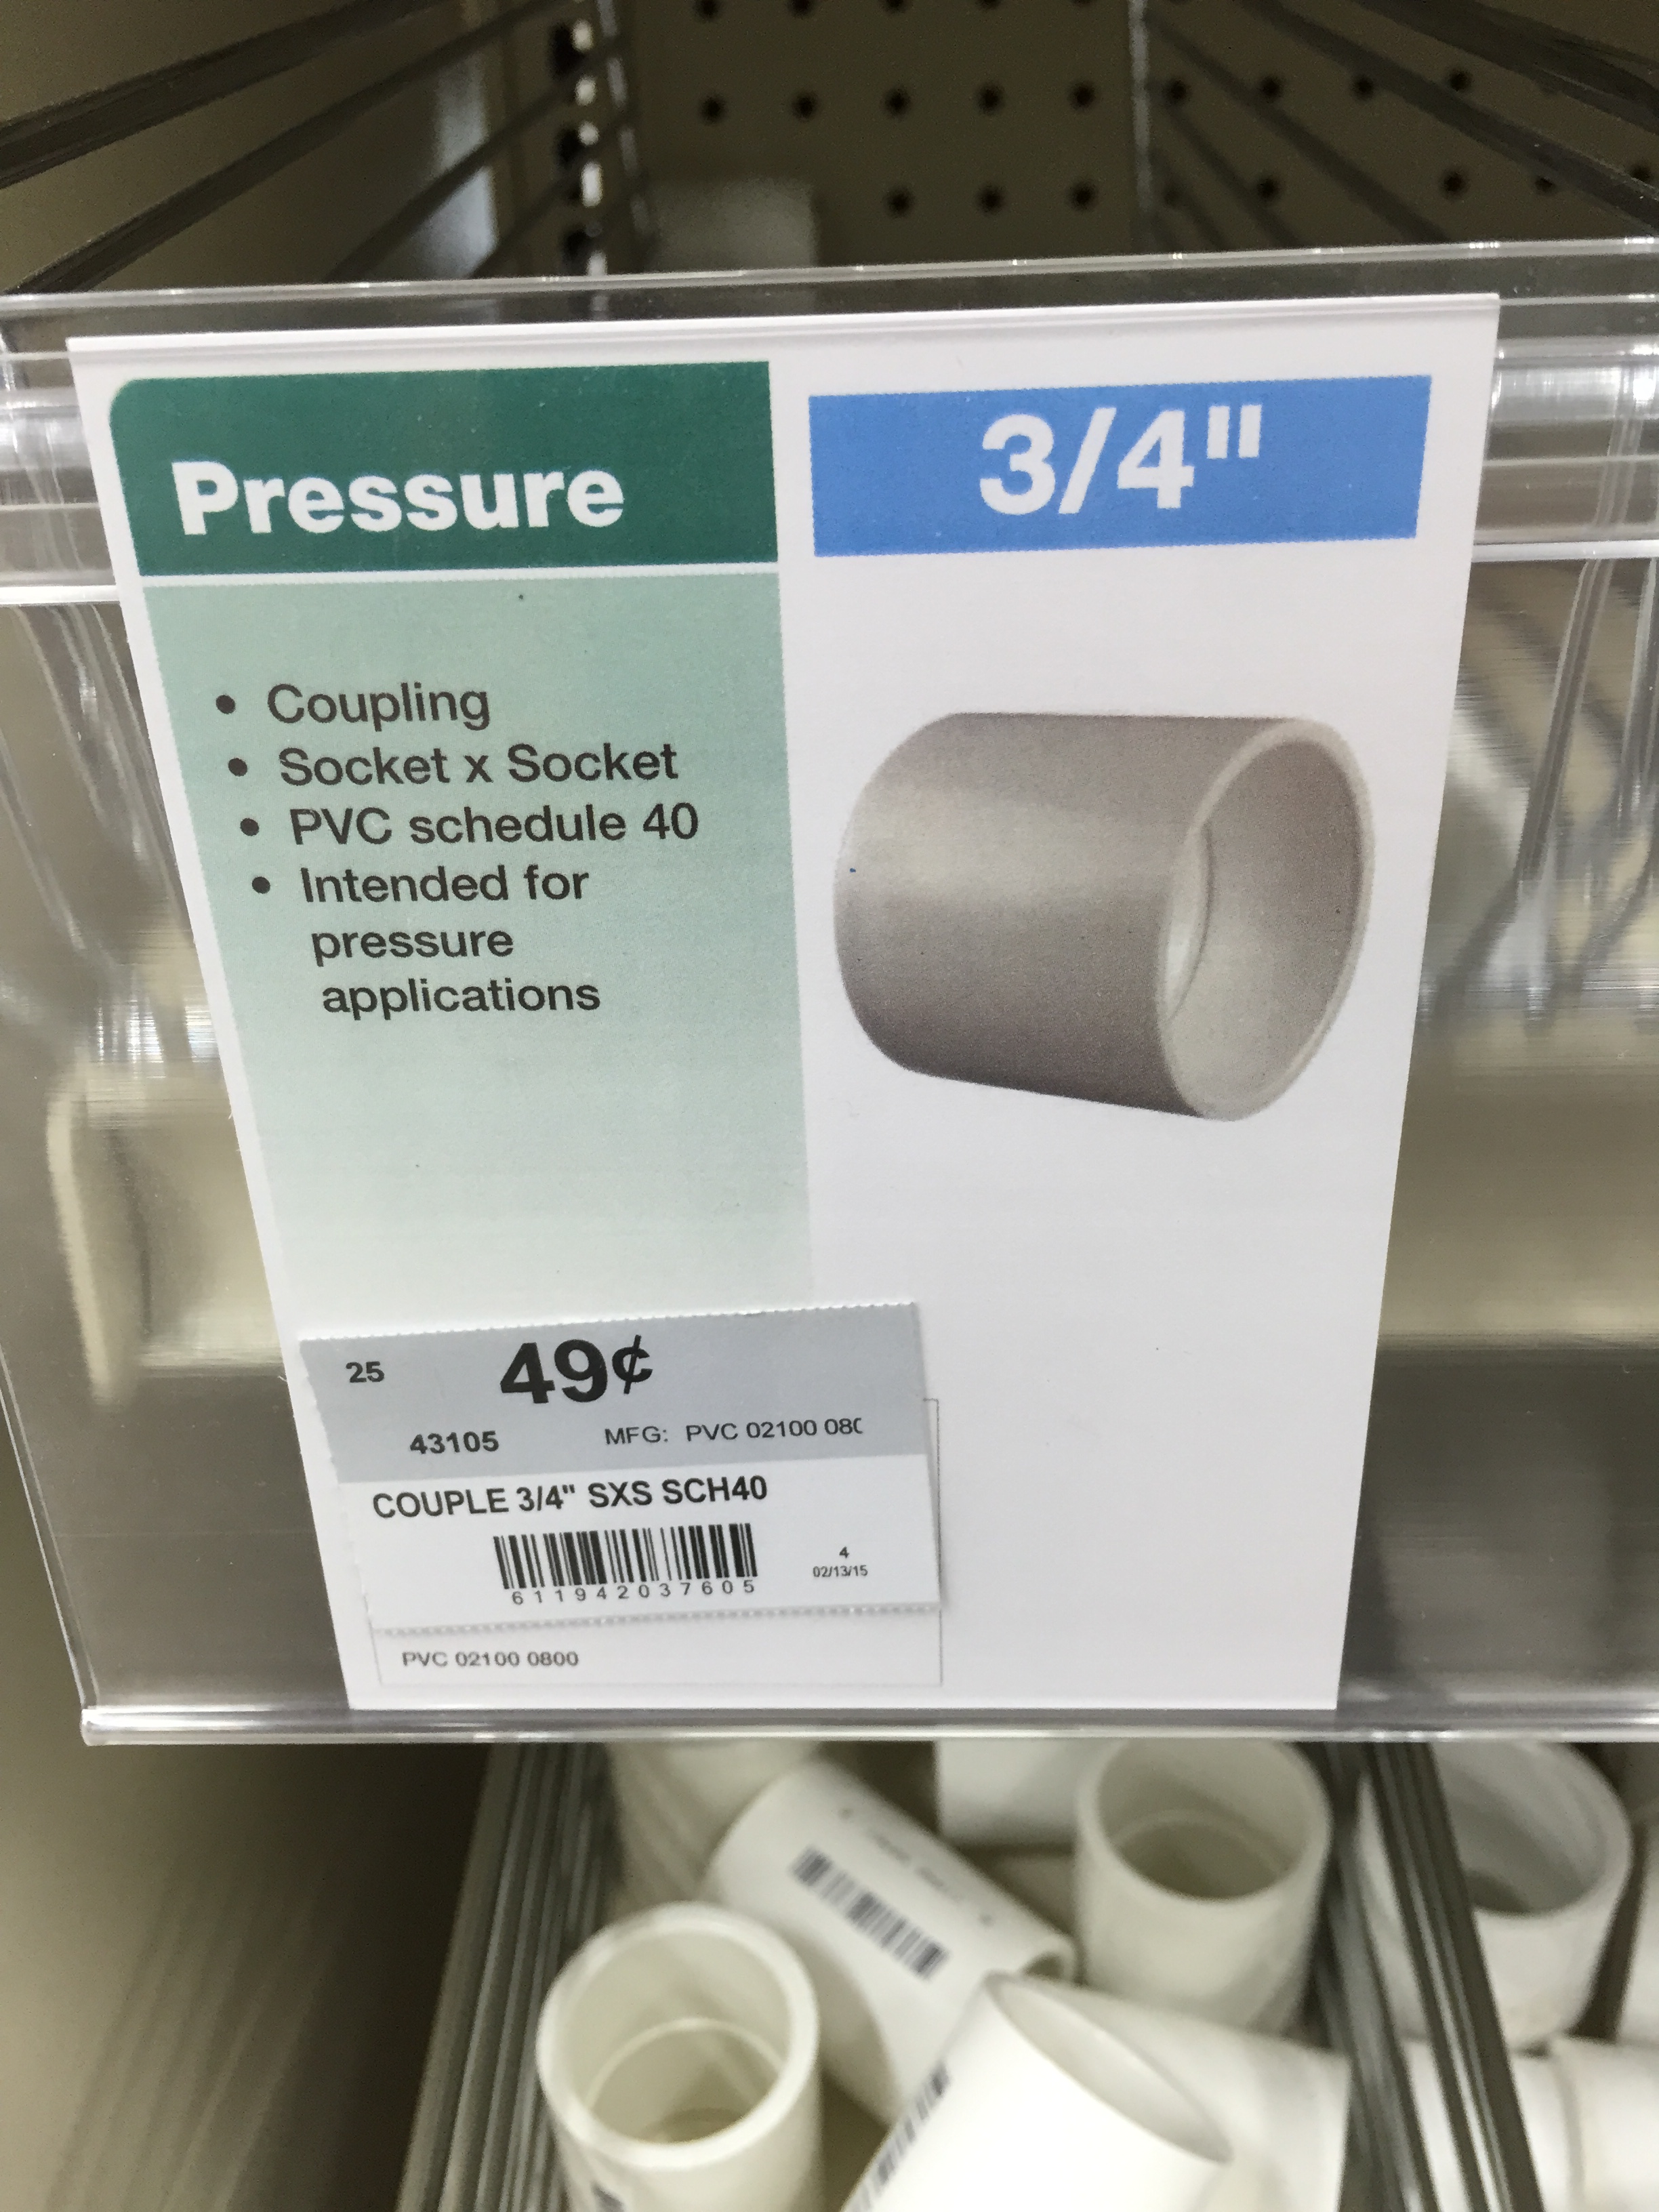 Pressure
3/4"
• Coupling
• Socket x Socket
• PVC schedule 40
• Intended for
pressure
applications
25 49¢
43105 MFG: PVC 02100 080
COUPLE 3/4" SXS SCH40
4
02/13/15
611942037605
PVC 02100 0800